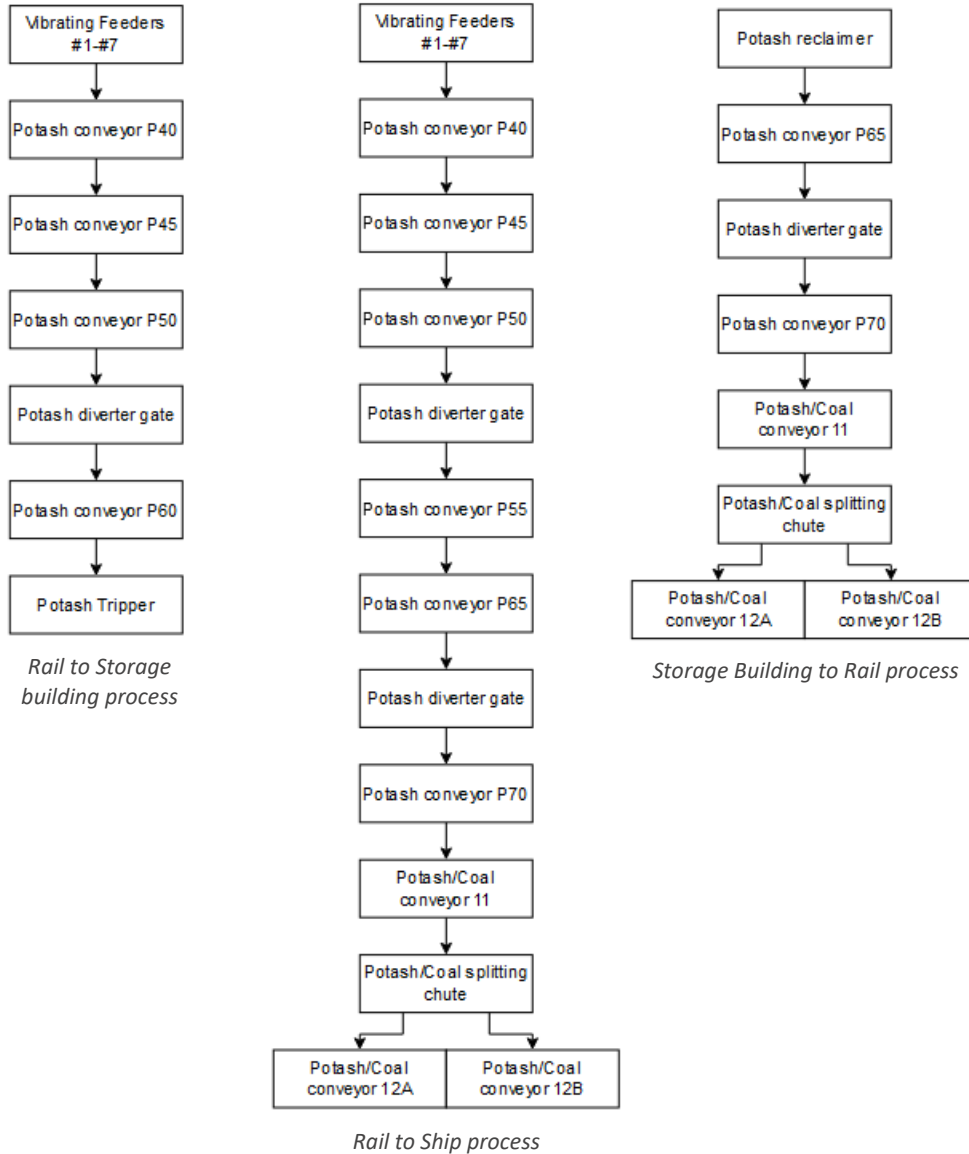 Vibrating Feeders
#1-#7
Potash conveyor P40
Potash conveyor P45
Potash conveyor P50
Potash diverter gate
Potash conveyor P60
Potash Tripper
Rail to Storage
building process
Vibrating Feeders
#1-#7
Potash conveyor P40
Potash conveyor P45
Potash conveyor P50
Potash diverter gate
Potash conveyor P55
Potash conveyor P65
Potash diverter gate
Potash conveyor P70
Potash/Coal
conveyor 11
Potash/Coal splitting
chute
Potash/Coal
conveyor 12A
Potash/Coal
conveyor 12B
Rail to Ship process
Potash reclaimer
Potash conveyor P65
Potash diverter gate
Potash conveyor P70
Potash/Coal
conveyor 11
Potash/Coal splitting
chute
Potash/Coal
conveyor 12A
Potash/Coal
conveyor 12B
Storage Building to Rail process